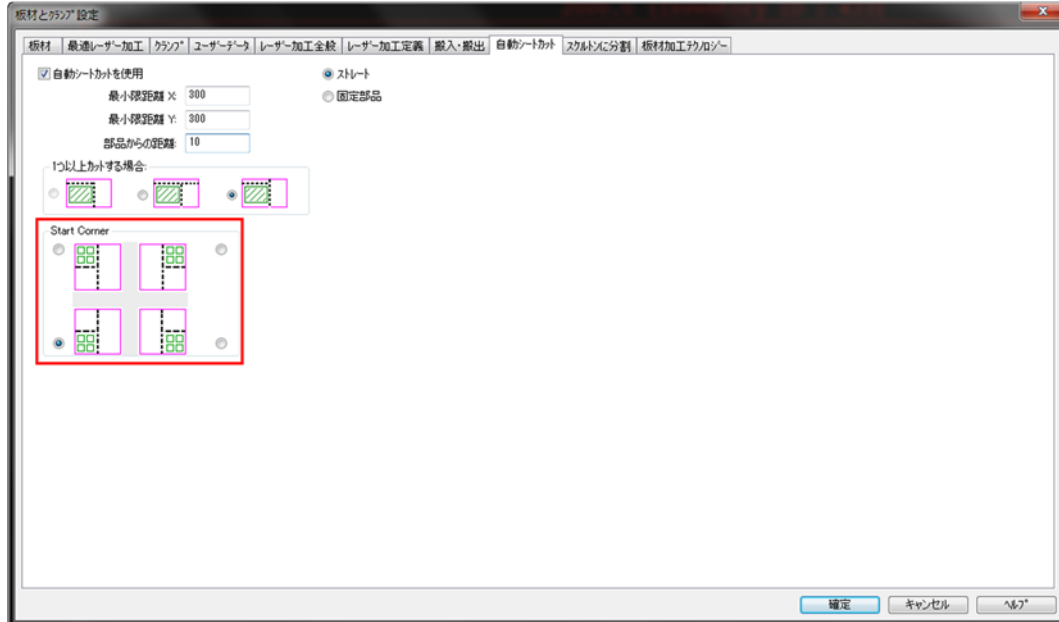 板材とクランプ設定
板材 最適レーザー加工 クランプ ユーザーデータ レーザー加工全般 レーザー加工定義 搬入・搬出 自動シートカット スケルトンに分割 板材加工テクノロジー
自動シートカットを使用 ストレート
最小限距離 X: 300 固定部品
最小限距離 Y: 300
部品からの距離: 10
1つ以上カットする場合:
Start Corner
確定 キャンセル ヘルプ